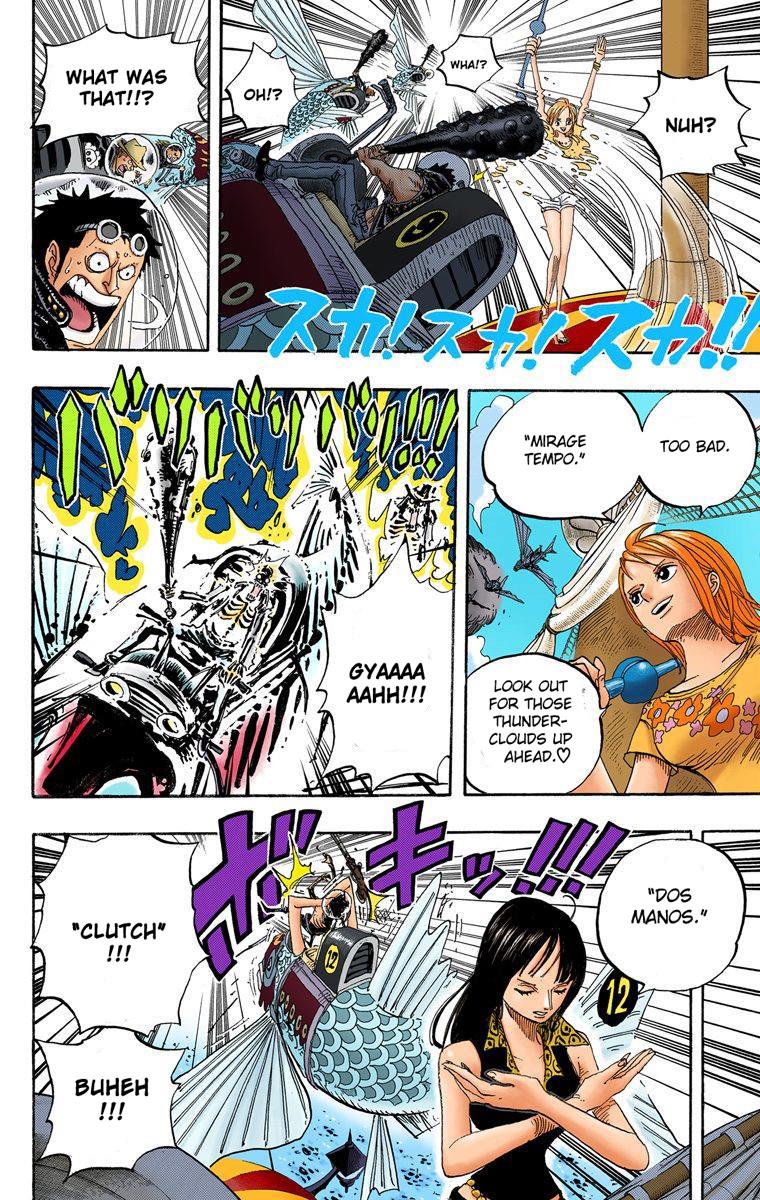 NUH?
WHA!?
OH!?
9
スカ! スカ! スカ!!
WHAT WAS
THAT!!?
TOO BAD.
"MIRAGE
TEMPO."
LOOK OUT
FOR THOSE
THUNDER-
CLOUDS UP
AHEAD.♡
バリバリバリ!!!
GYAAAA
AAHH!!!
"DOS
MANOS."
12
12
ボキッ!!!
"CLUTCH"
!!!
BUHEH
!!!